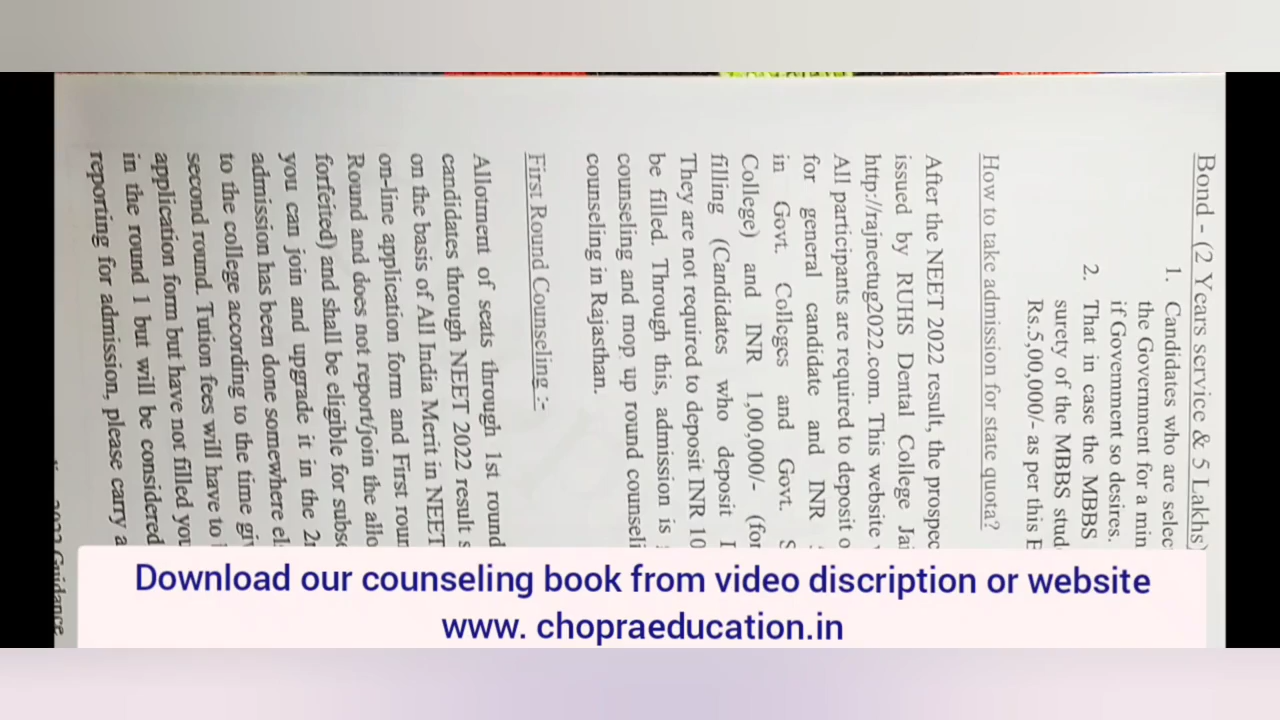 Bond - (2 Years service & 5 Lakhs)
1. Candidates who are selec
the Government for a min
if Government so desires.
2. That in case the MBBS
surety of the MBBS stud
Rs.5,00,000/- as per this B
How to take admission for state quota?
After the NEET 2022 result, the prospec
issued by RUHS Dental College Jai
http://rajneetug2022.com. This website
All participants are required to deposit o
for general candidate and INR
in Govt. Colleges and Govt. S
College) and INR 1,00,000/- (for
filling (Candidates who deposit I
They are not required to deposit INR 10
be filled. Through this, admission is
counseling and mop up round counseli
counseling in Rajasthan.
First Round Counseling :-
Allotment of seats through 1st round
candidates through NEET 2022 result s
on the basis of All India Merit in NEET
on-line application form and First roun
Round and does not report/join the allo
forfeited) and shall be eligible for subse
you can join and upgrade it in the 2n
admission has been done somewhere el
to the college according to the time giv
second round. Tuition fees will have to
application form but have not filled you
in the round 1 but will be considered
reporting for admission, please carry a
2022 Guidance
Download our counseling book from video discription or website
www. chopraeducation.in